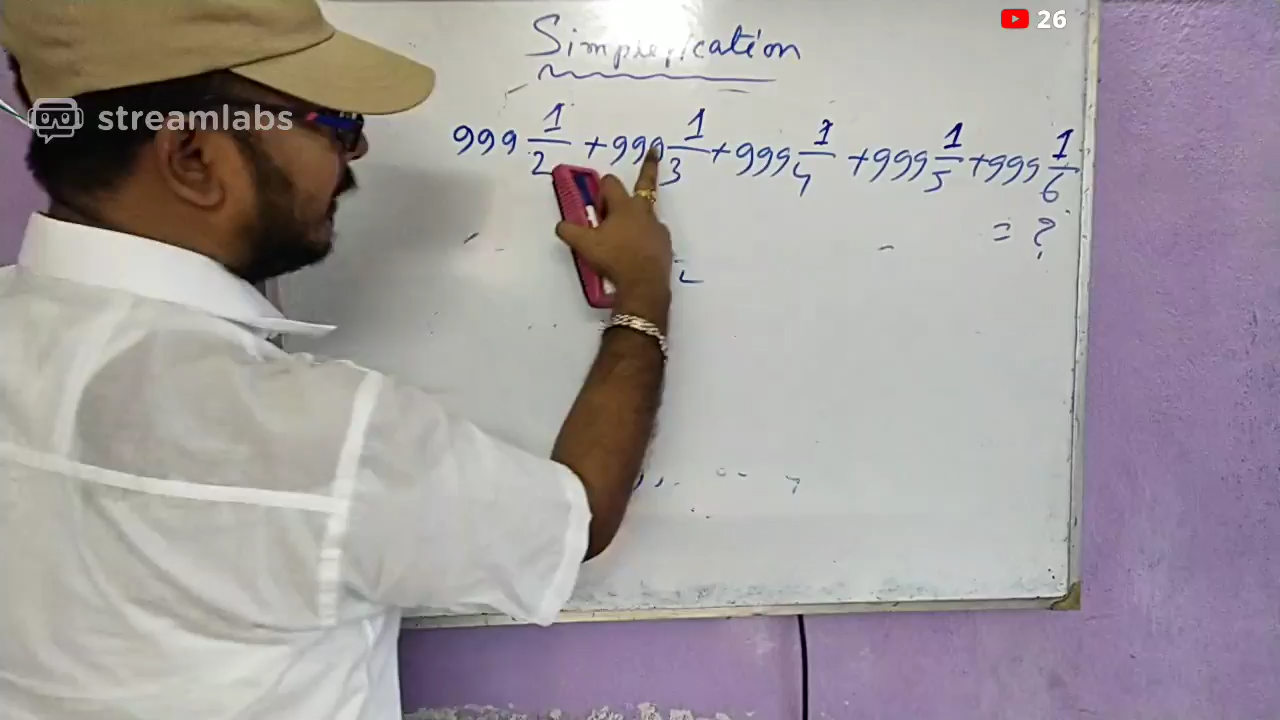 26
streamlabs
Simplification
999 1/2 + 999 1/3 + 999 1/4 + 999 1/5 + 999 1/6
= ?